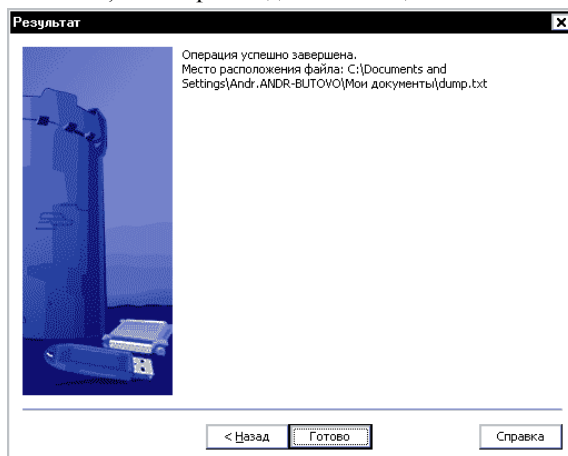 Результат
Операция успешно завершена.
Место расположения файла: C:\Documents and
Settings\Andr.ANDR-BUTOVO\Мои документы\dump.txt
< Назад
Готово
Справка